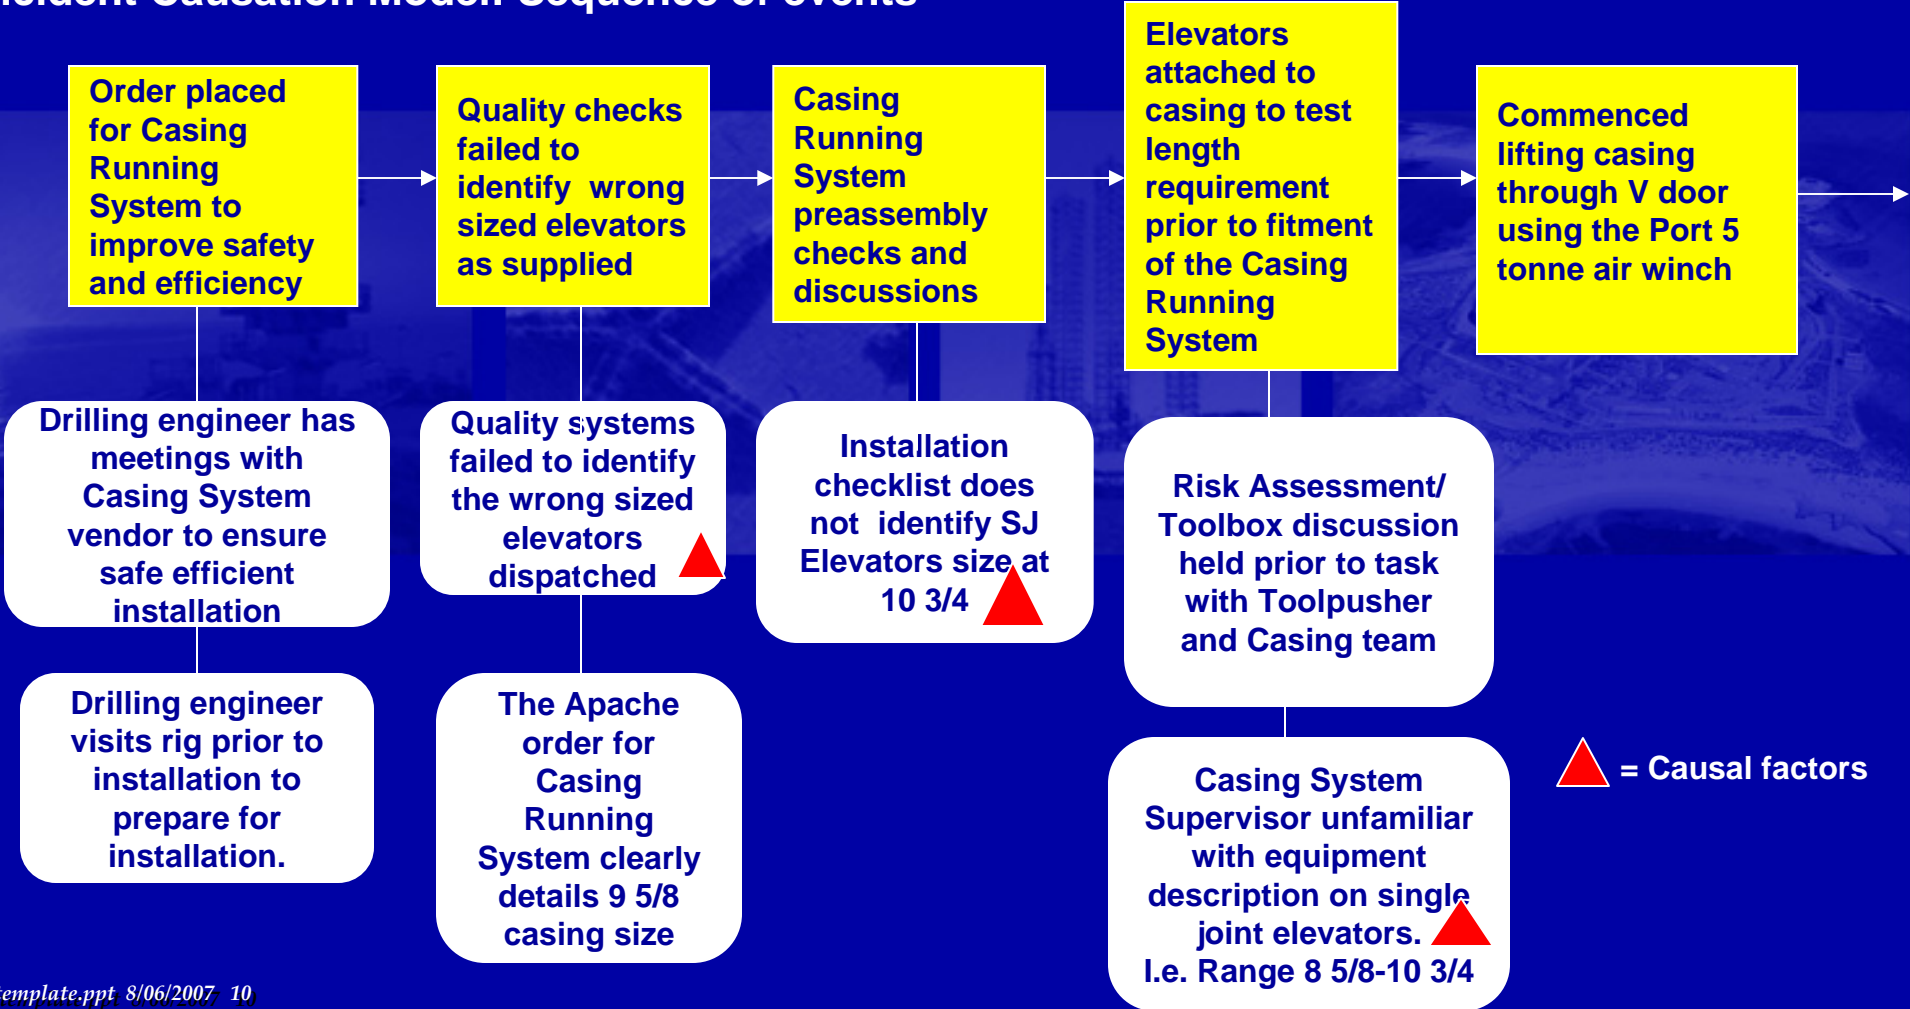 Incident Causation Model: Sequence of events
Order placed
for Casing
Running
System to
improve safety
and efficiency
Quality checks
failed to
identify wrong
sized elevators
as supplied
Casing
Running
System
preassembly
checks and
discussions
Elevators
attached to
casing to test
length
requirement
prior to fitment
of the Casing
Running
System
Commenced
lifting casing
through V door
using the Port 5
tonne air winch
Drilling engineer has
meetings with
Casing System
vendor to ensure
safe efficient
installation
Quality systems
failed to identify
the wrong sized
elevators
dispatched
Installation
checklist does
not identify SJ
Elevators size at
10 3/4
Risk Assessment/
Toolbox discussion
held prior to task
with Toolpusher
and Casing team
Drilling engineer
visits rig prior to
installation to
prepare for
installation.
The Apache
order for
Casing
Running
System clearly
details 9 5/8
casing size
Casing System
Supervisor unfamiliar
with equipment
description on single
joint elevators.
I.e. Range 8 5/8-10 3/4
= Causal factors
template.ppt 8/06/2007 10